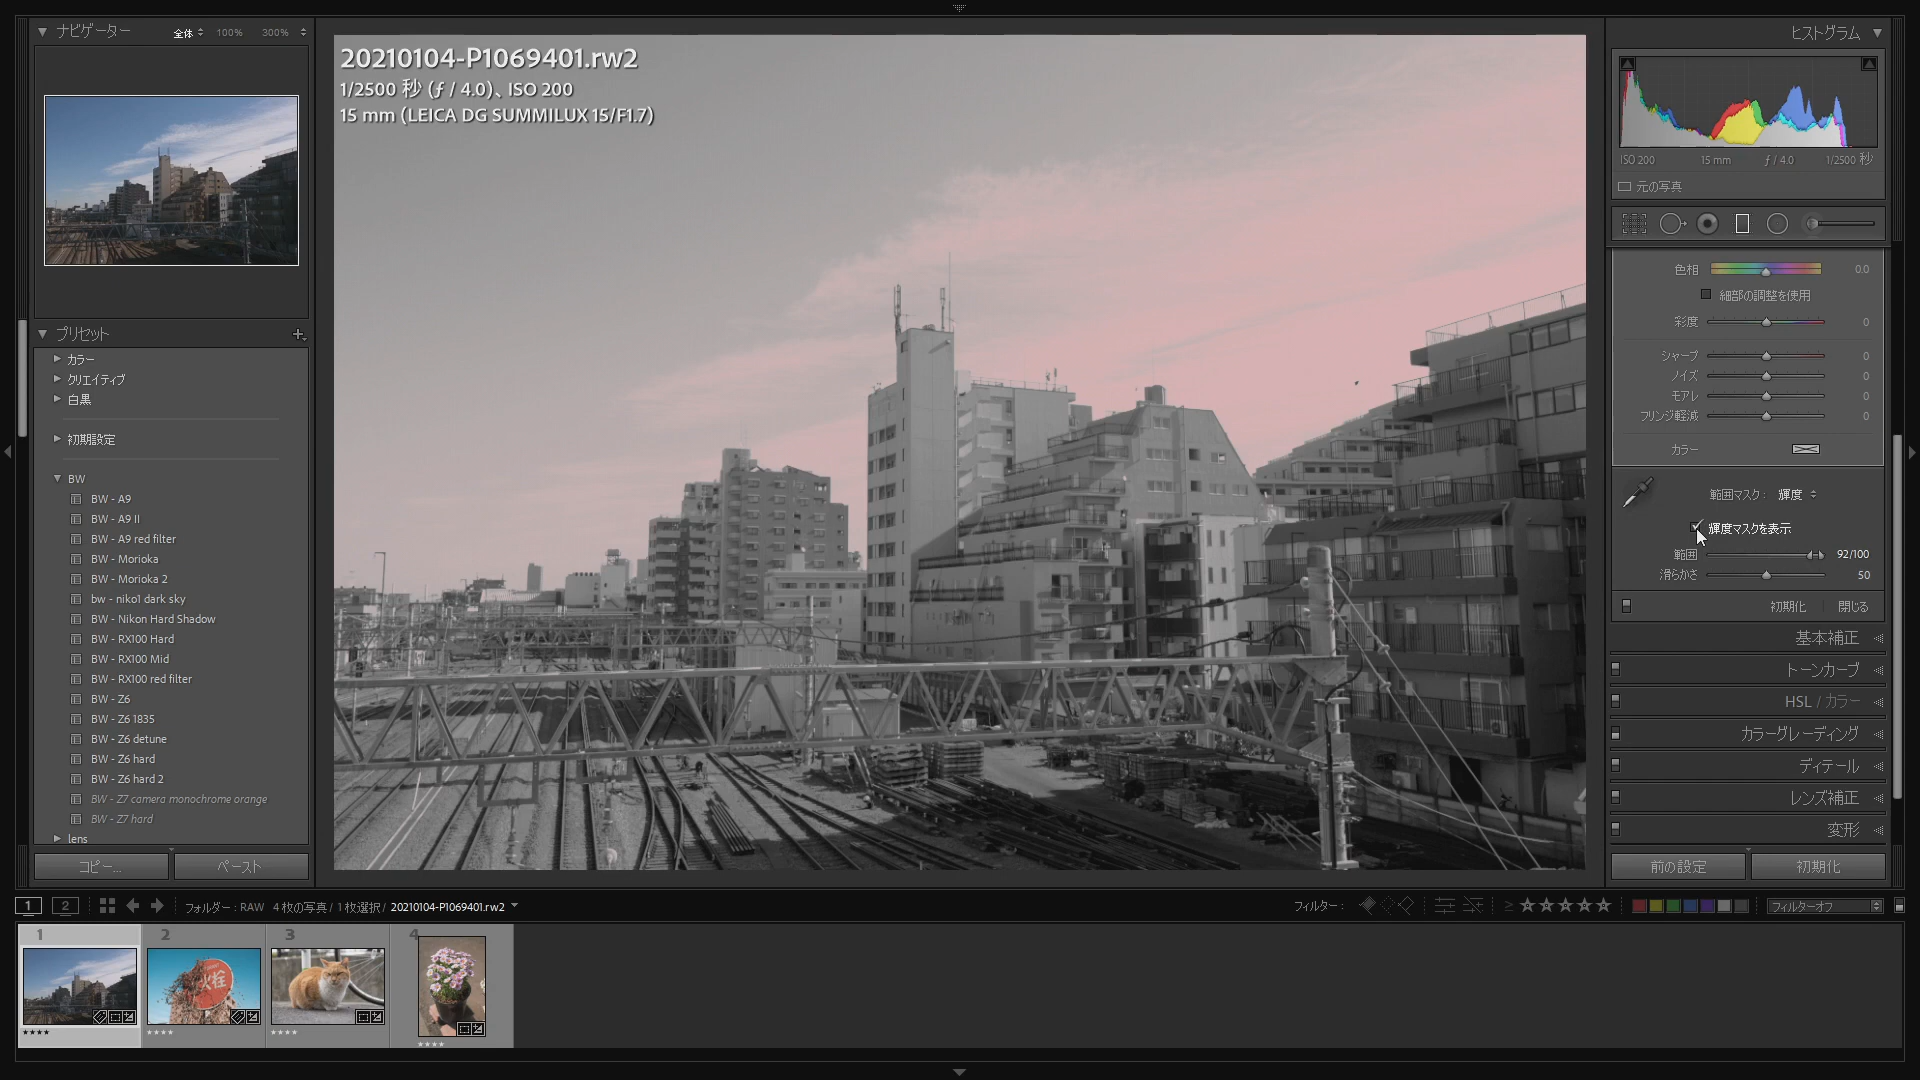 ナビゲーター 全体 100% 300%
プリセット
カラー
クリエイティブ
白黒
初期設定
BW
BW - A9
BW - A9 II
BW - A9 red filter
BW - Morioka
BW - Morioka 2
bw - niko1 dark sky
BW - Nikon Hard Shadow
BW - RX100 Hard
BW - RX100 Mid
BW - RX100 red filter
BW - Z6
BW - Z6 1835
BW - Z6 detune
BW - Z6 hard
BW - Z6 hard 2
BW - Z7 camera monochrome orange
BW - Z7 hard
lens
コピー... ペースト
20210104-P1069401.rw2
1/2500 秒 (ƒ / 4.0)、ISO 200
15 mm (LEICA DG SUMMILUX 15/F1.7)
ヒストグラム
ISO 200 15 mm ƒ / 4.0 1/2500 秒
元の写真
色相 0.0
細部の調整を使用
彩度 0
シャープ 0
ノイズ 0
モアレ 0
フリンジ軽減 0
カラー
範囲マスク : 輝度
輝度マスクを表示
範囲 92/100
滑らかさ 50
初期化 閉じる
基本補正
トーンカーブ
HSL / カラー
カラーグレーディング
ディテール
レンズ補正
変形
前の設定 初期化
1 2 フォルダー : RAW 4 枚の写真 / 1 枚選択 / 20210104-P1069401.rw2 フィルター : ≥ ★★★★★ フィルターオフ
1 2 3 4
火栓
★★★★ ★★★★ ★★★★ ★★★★